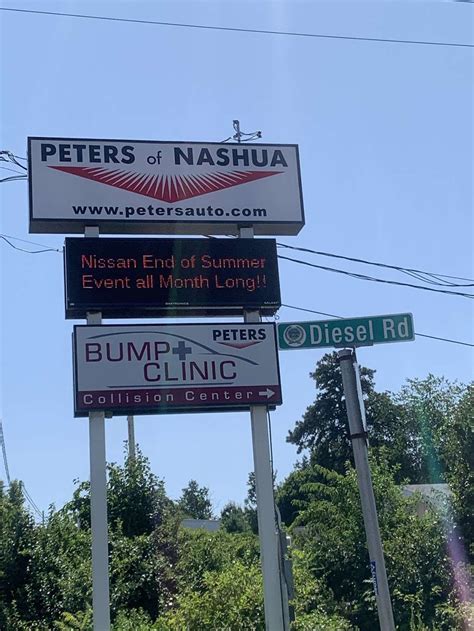 PETERS of NASHUA
www.petersauto.com
Nissan End of Summer
Event all Month Long!!
PETERS
BUMP+
CLINIC
Collision Center →
Diesel Rd